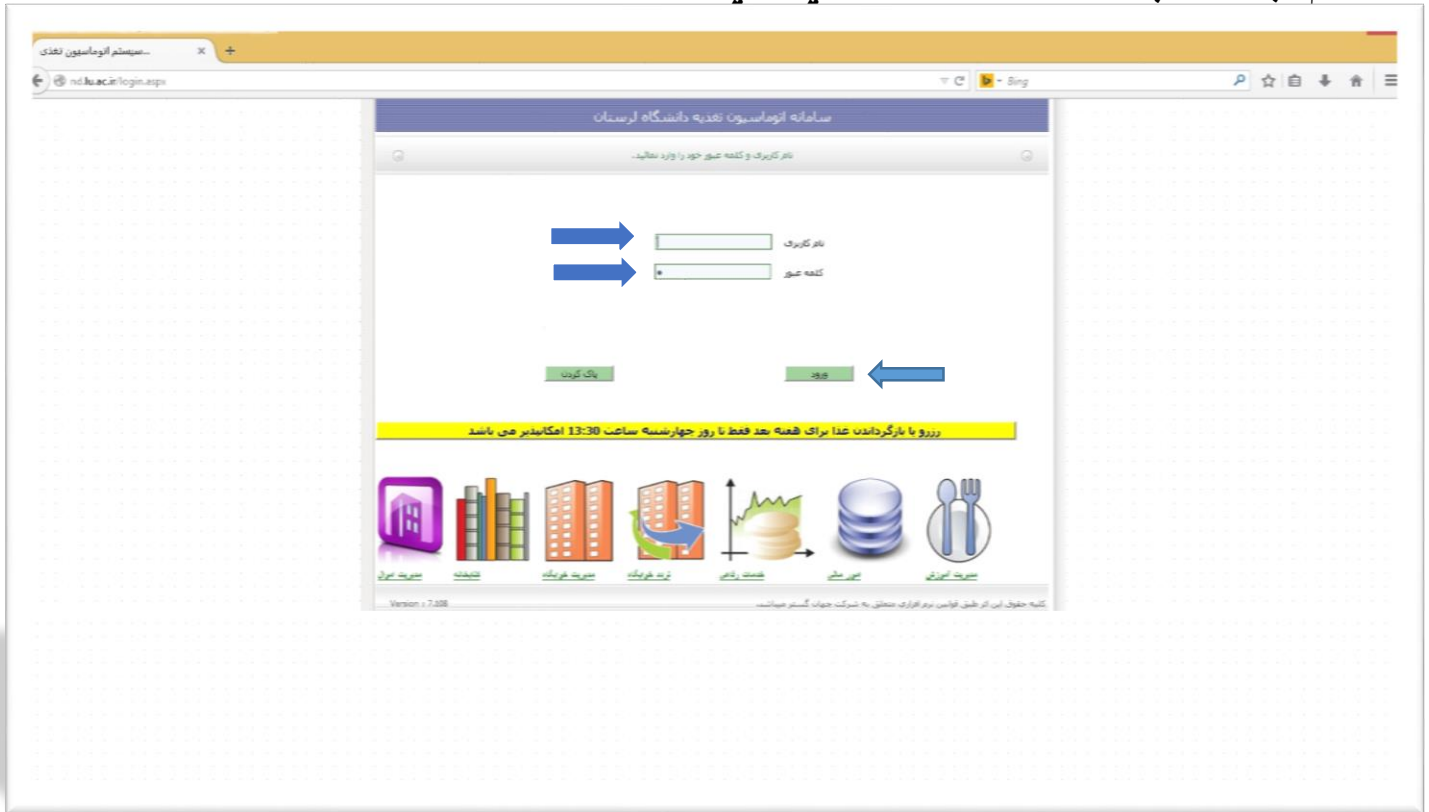 سیستم اتوماسیون تغذی...
nd.lu.ac.ir/login.aspx
Bing
سامانه اتوماسیون تغذیه دانشگاه لرستان
نام کاربری و کلمه عبور خود را وارد نمائید.
نام کاربری
کلمه عبور
ورود
پاک کردن
رزرو یا بازگرداندن غذا برای هفته بعد فقط تا روز چهارشنبه ساعت 13:30 امکانپذیر می باشد
مدیریت آموزش
امور مالی
خدمات رفاهی
تردد خوابگاه
مدیریت خوابگاه
کتابخانه
مدیریت اموال
کلیه حقوق این اثر طبق قوانین نرم افزاری متعلق به شرکت جهان گستر میباشد.
Version : 7.108